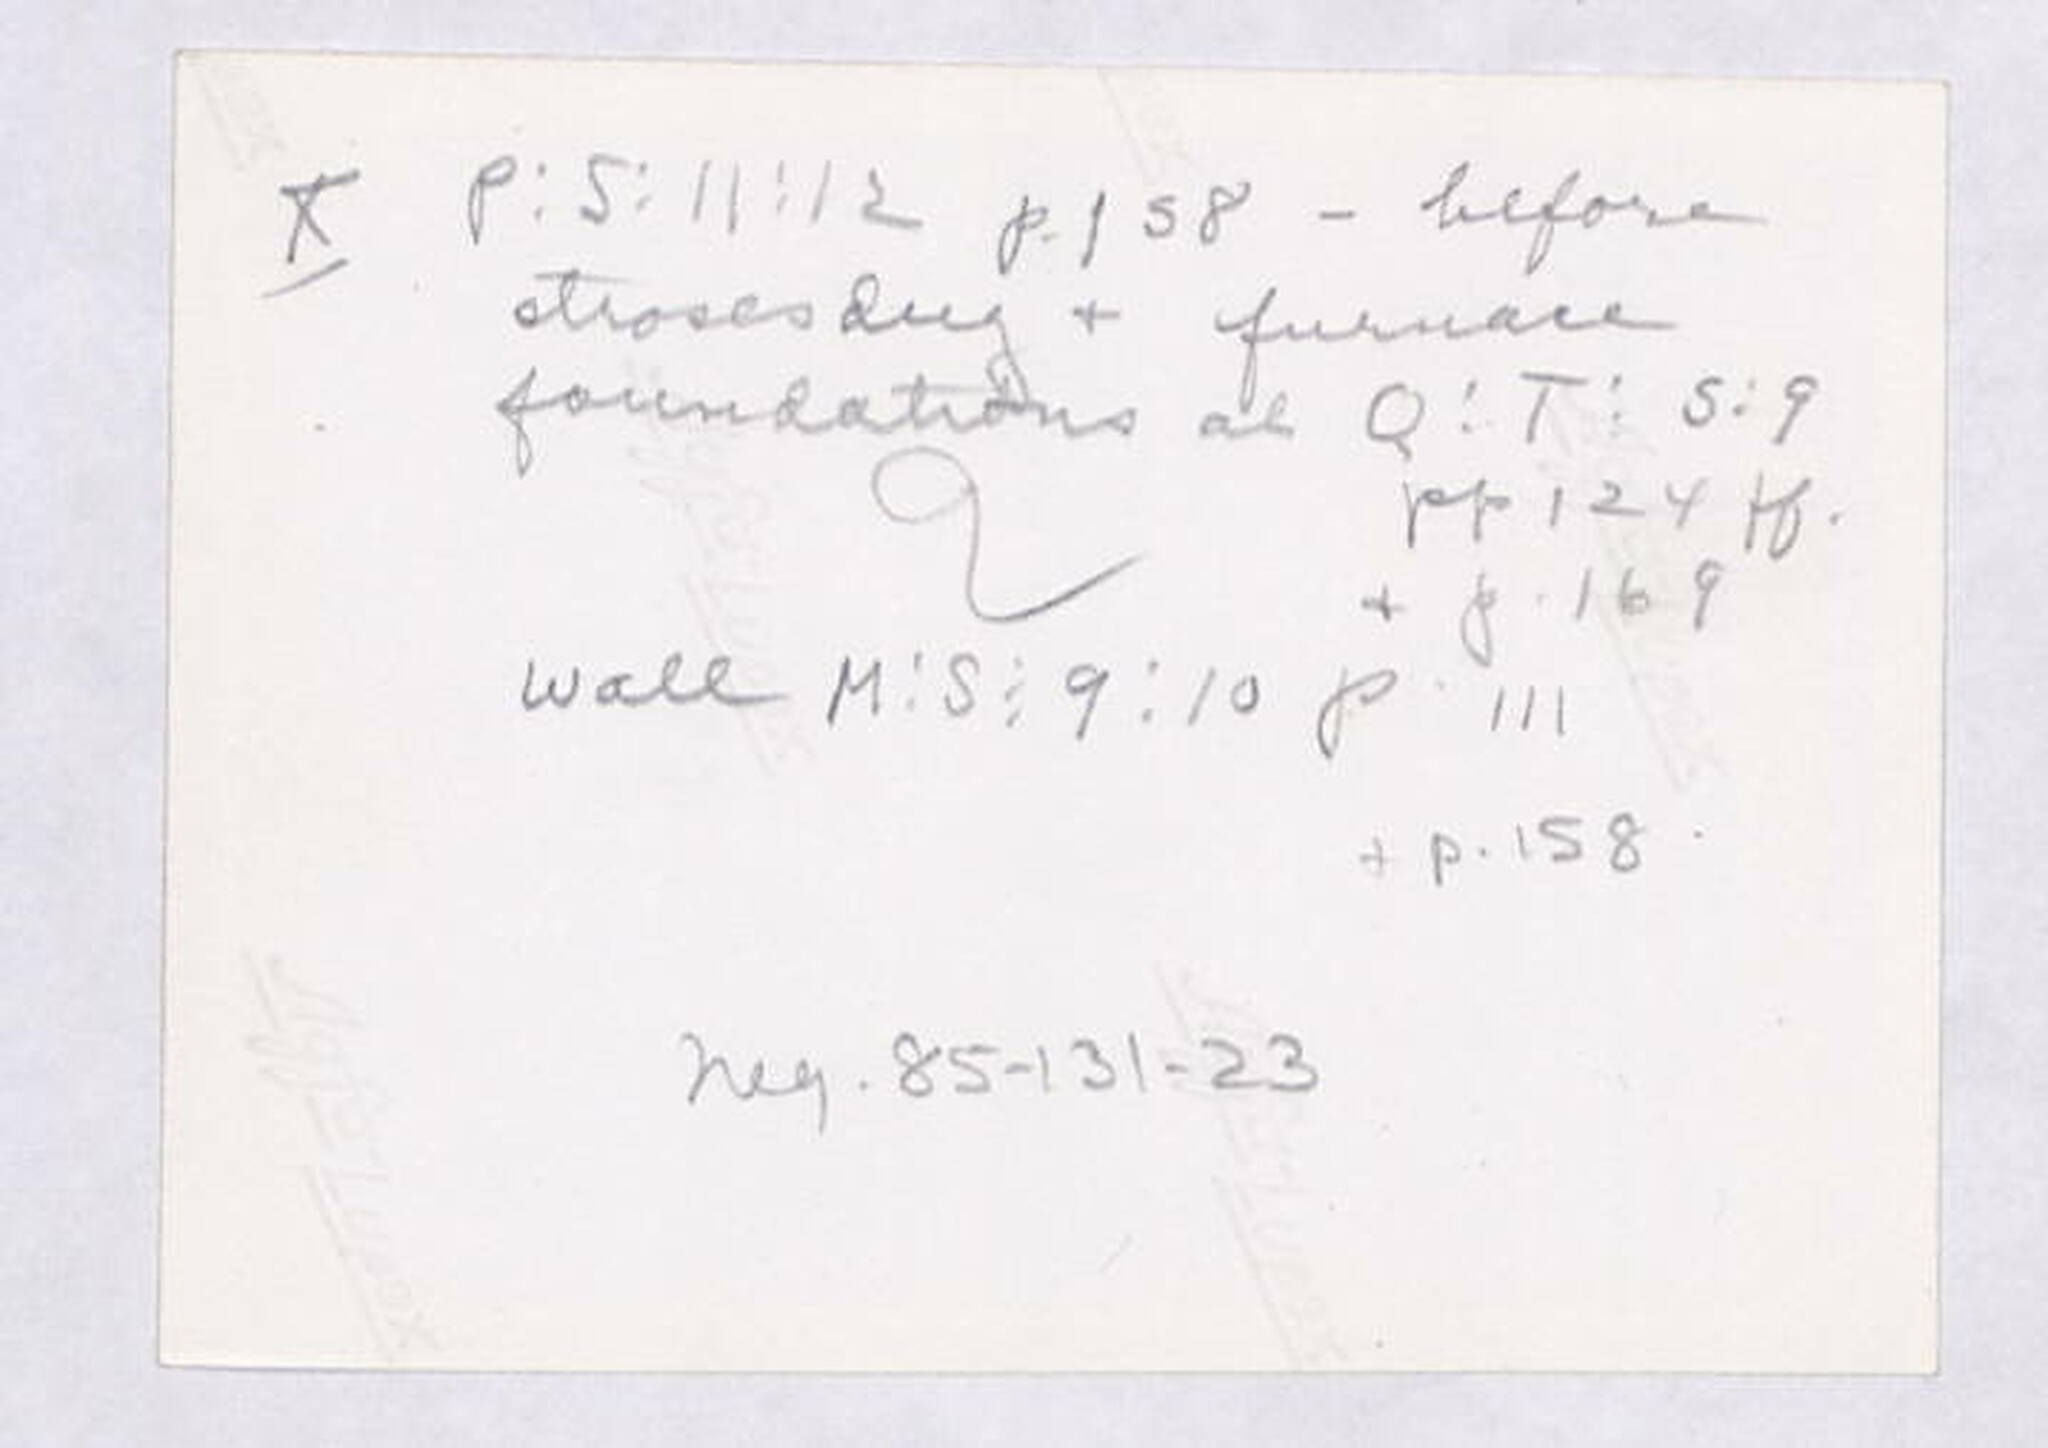 X P:S:11:12 p.158 - before
stroses dug + furnace
foundations at Q:T:5:9
pp 124 ff.
+ p.169
Wall M:S:9:10 p. 111
+ p.158.
Neg. 85-131-23